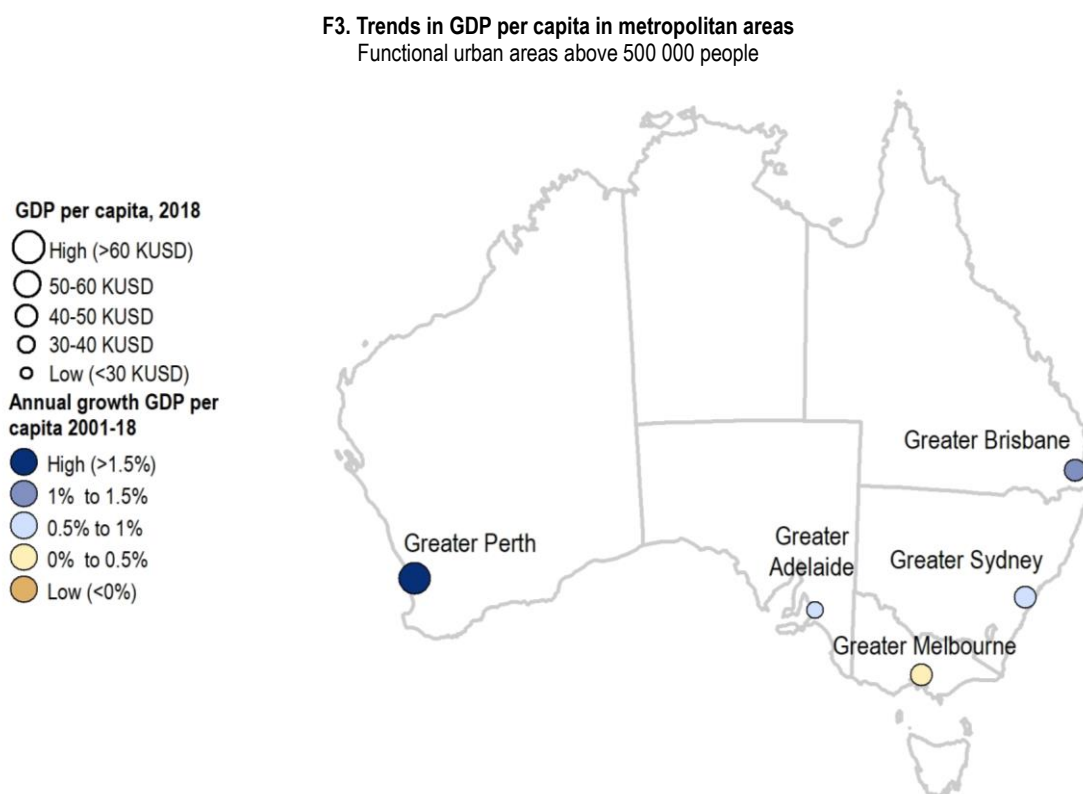 F3. Trends in GDP per capita in metropolitan areas
Functional urban areas above 500 000 people
GDP per capita, 2018
High (>60 KUSD)
50-60 KUSD
40-50 KUSD
30-40 KUSD
Low (<30 KUSD)
Annual growth GDP per
capita 2001-18
High (>1.5%)
1% to 1.5%
0.5% to 1%
0% to 0.5%
Low (<0%)
Greater Brisbane
Greater Perth
Greater
Adelaide
Greater Sydney
Greater Melbourne